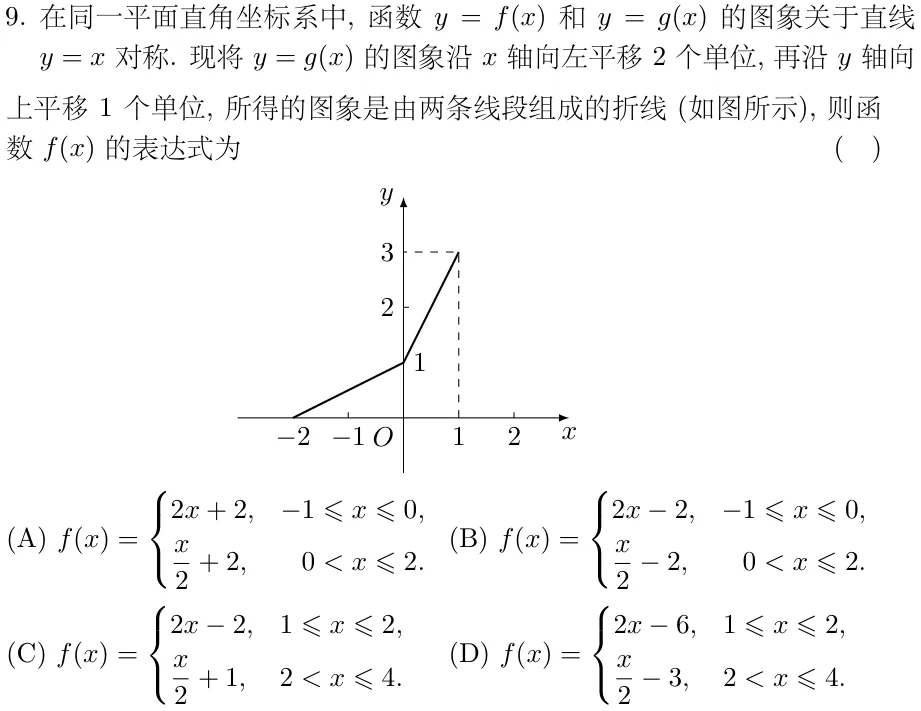 9. 在同一平面直角坐标系中, 函数 y = f(x) 和 y = g(x) 的图象关于直线
y = x 对称. 现将 y = g(x) 的图象沿 x 轴向左平移 2 个单位, 再沿 y 轴向
上平移 1 个单位, 所得的图象是由两条线段组成的折线 (如图所示), 则函
数 f(x) 的表达式为 ( )
y
3
2
1
−2 −1 O 1 2 x
(A) f(x) = { 2x + 2, −1 ⩽ x ⩽ 0, x/2 + 2, 0 < x ⩽ 2. (B) f(x) = { 2x − 2, −1 ⩽ x ⩽ 0, x/2 − 2, 0 < x ⩽ 2.
(C) f(x) = { 2x − 2, 1 ⩽ x ⩽ 2, x/2 + 1, 2 < x ⩽ 4. (D) f(x) = { 2x − 6, 1 ⩽ x ⩽ 2, x/2 − 3, 2 < x ⩽ 4.